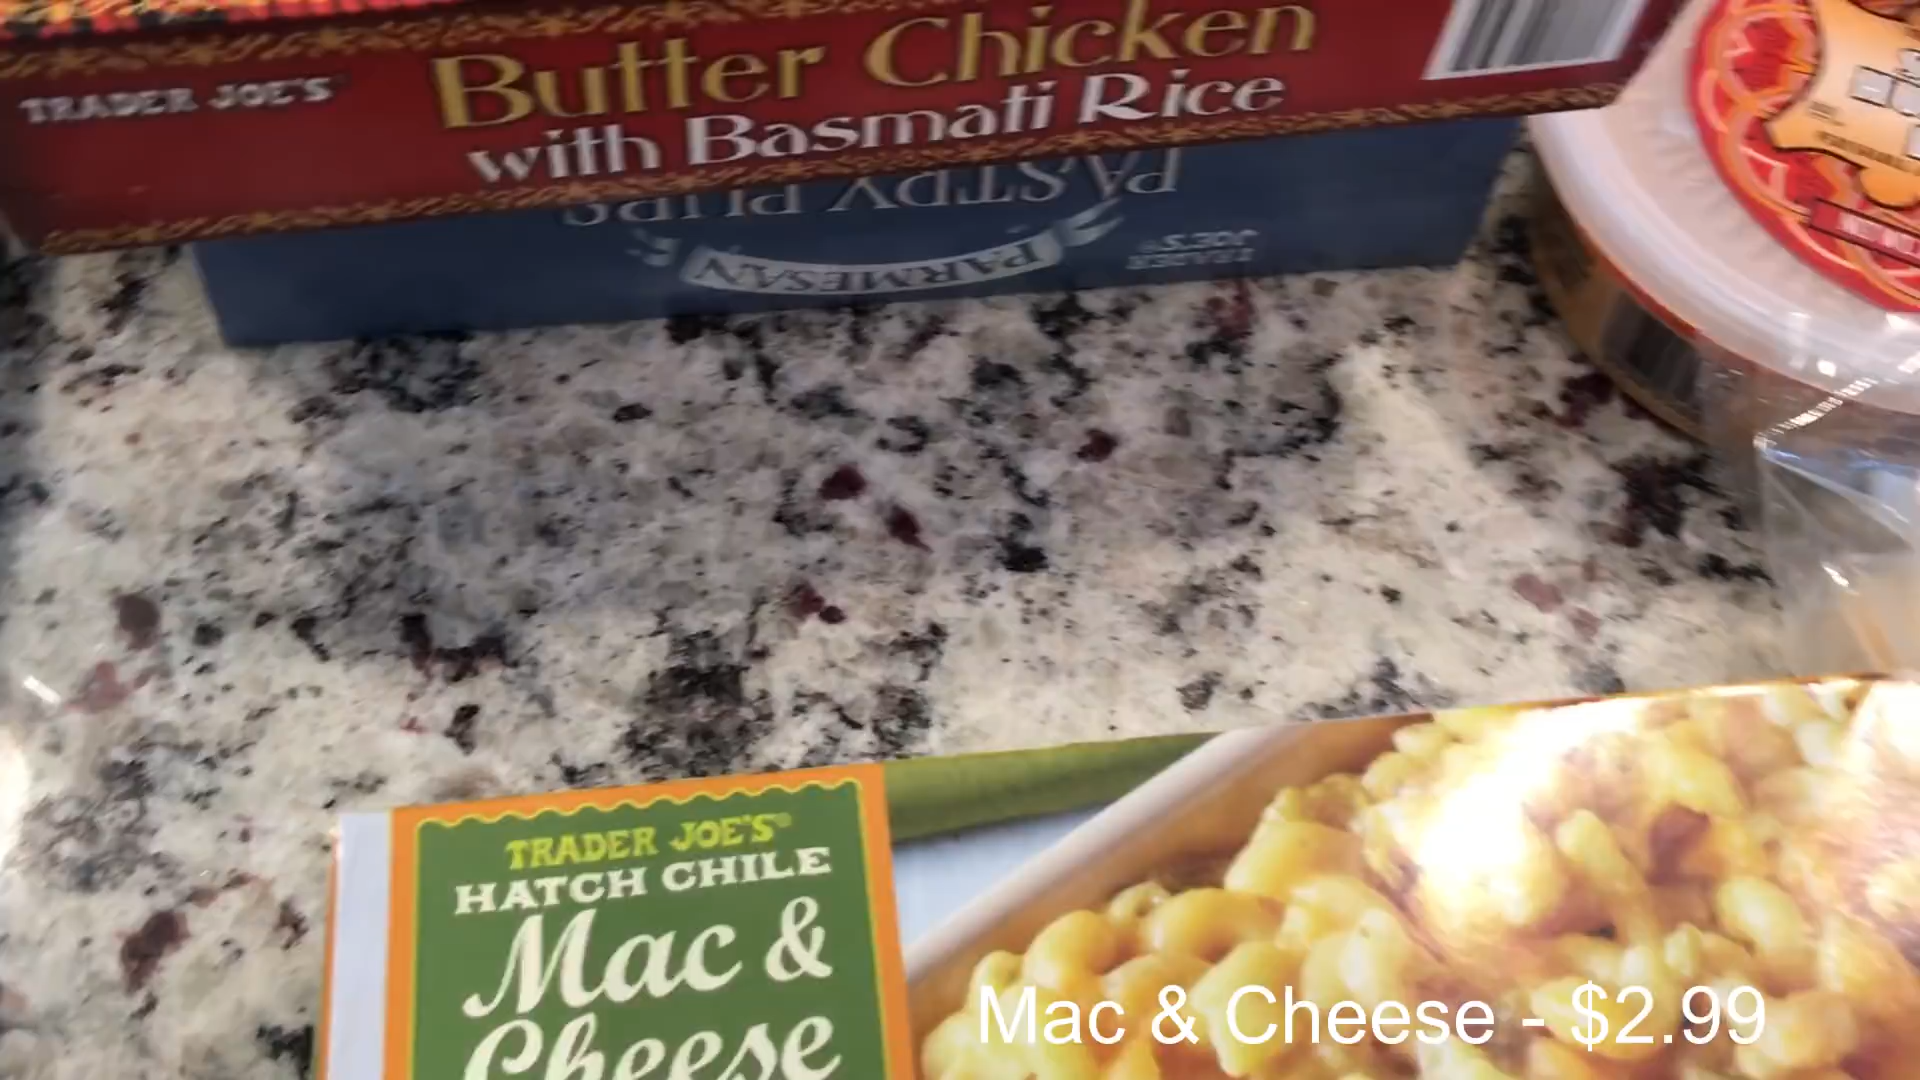 TRADER JOE'S
Butter Chicken
with Basmati Rice
PASTRY PUPS
PARMESAN
TRADER
JOE'S
TRADER JOE'S
HATCH CHILE
Mac &
Cheese
Mac & Cheese - $2.99